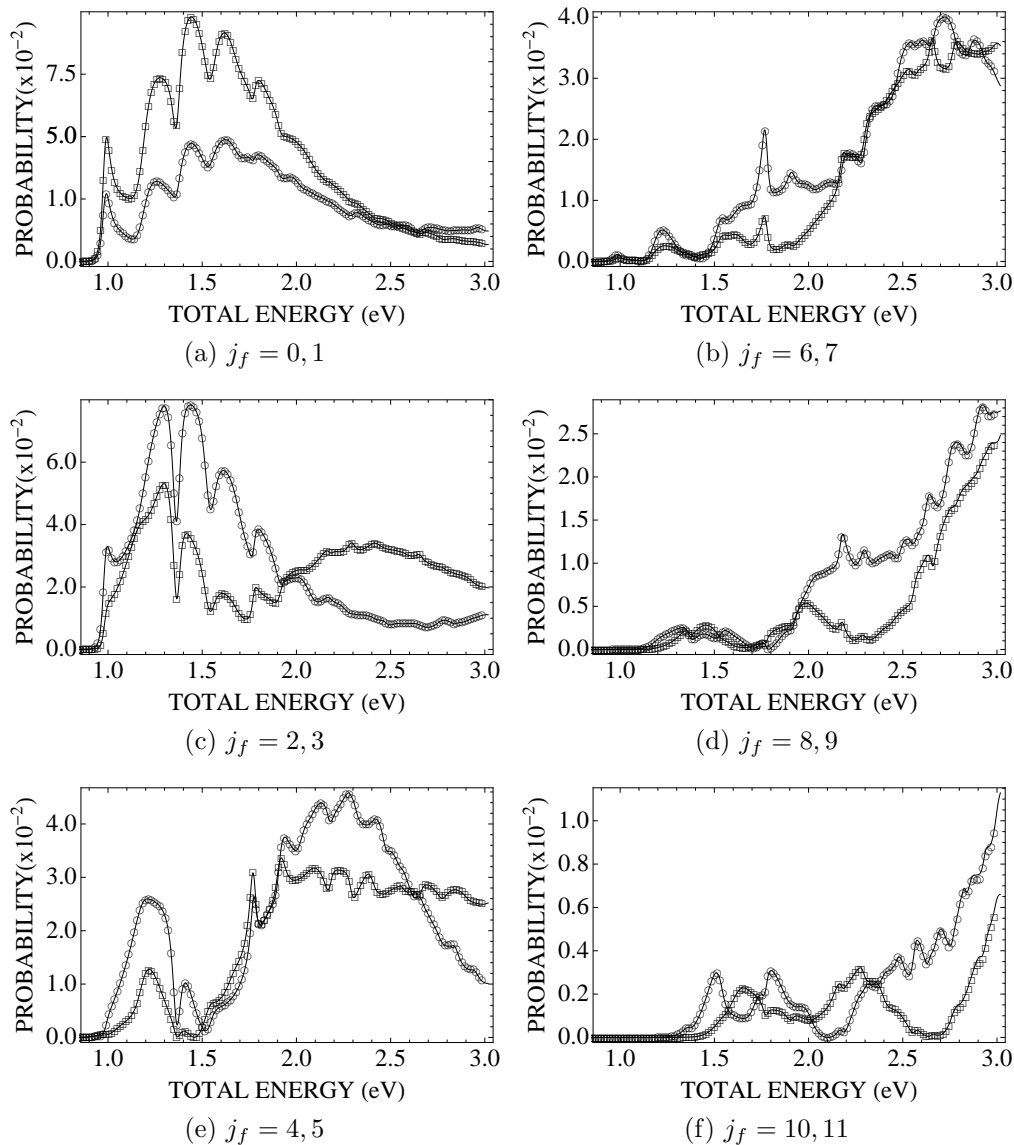 PROBABILITY(x10⁻²)
7.5
5.0
1.0
0.0
1.0 1.5 2.0 2.5 3.0
TOTAL ENERGY (eV)
(a) j_f = 0, 1
PROBABILITY(x10⁻²)
4.0
3.0
2.0
1.0
0.0
1.0 1.5 2.0 2.5 3.0
TOTAL ENERGY (eV)
(b) j_f = 6, 7
PROBABILITY(x10⁻²)
6.0
4.0
2.0
0.0
1.0 1.5 2.0 2.5 3.0
TOTAL ENERGY (eV)
(c) j_f = 2, 3
PROBABILITY(x10⁻²)
2.5
2.0
1.5
1.0
0.5
0.0
1.0 1.5 2.0 2.5 3.0
TOTAL ENERGY (eV)
(d) j_f = 8, 9
PROBABILITY(x10⁻²)
4.0
3.0
2.0
1.0
0.0
1.0 1.5 2.0 2.5 3.0
TOTAL ENERGY (eV)
(e) j_f = 4, 5
PROBABILITY(x10⁻²)
1.0
0.8
0.6
0.4
0.2
0.0
1.0 1.5 2.0 2.5 3.0
TOTAL ENERGY (eV)
(f) j_f = 10, 11